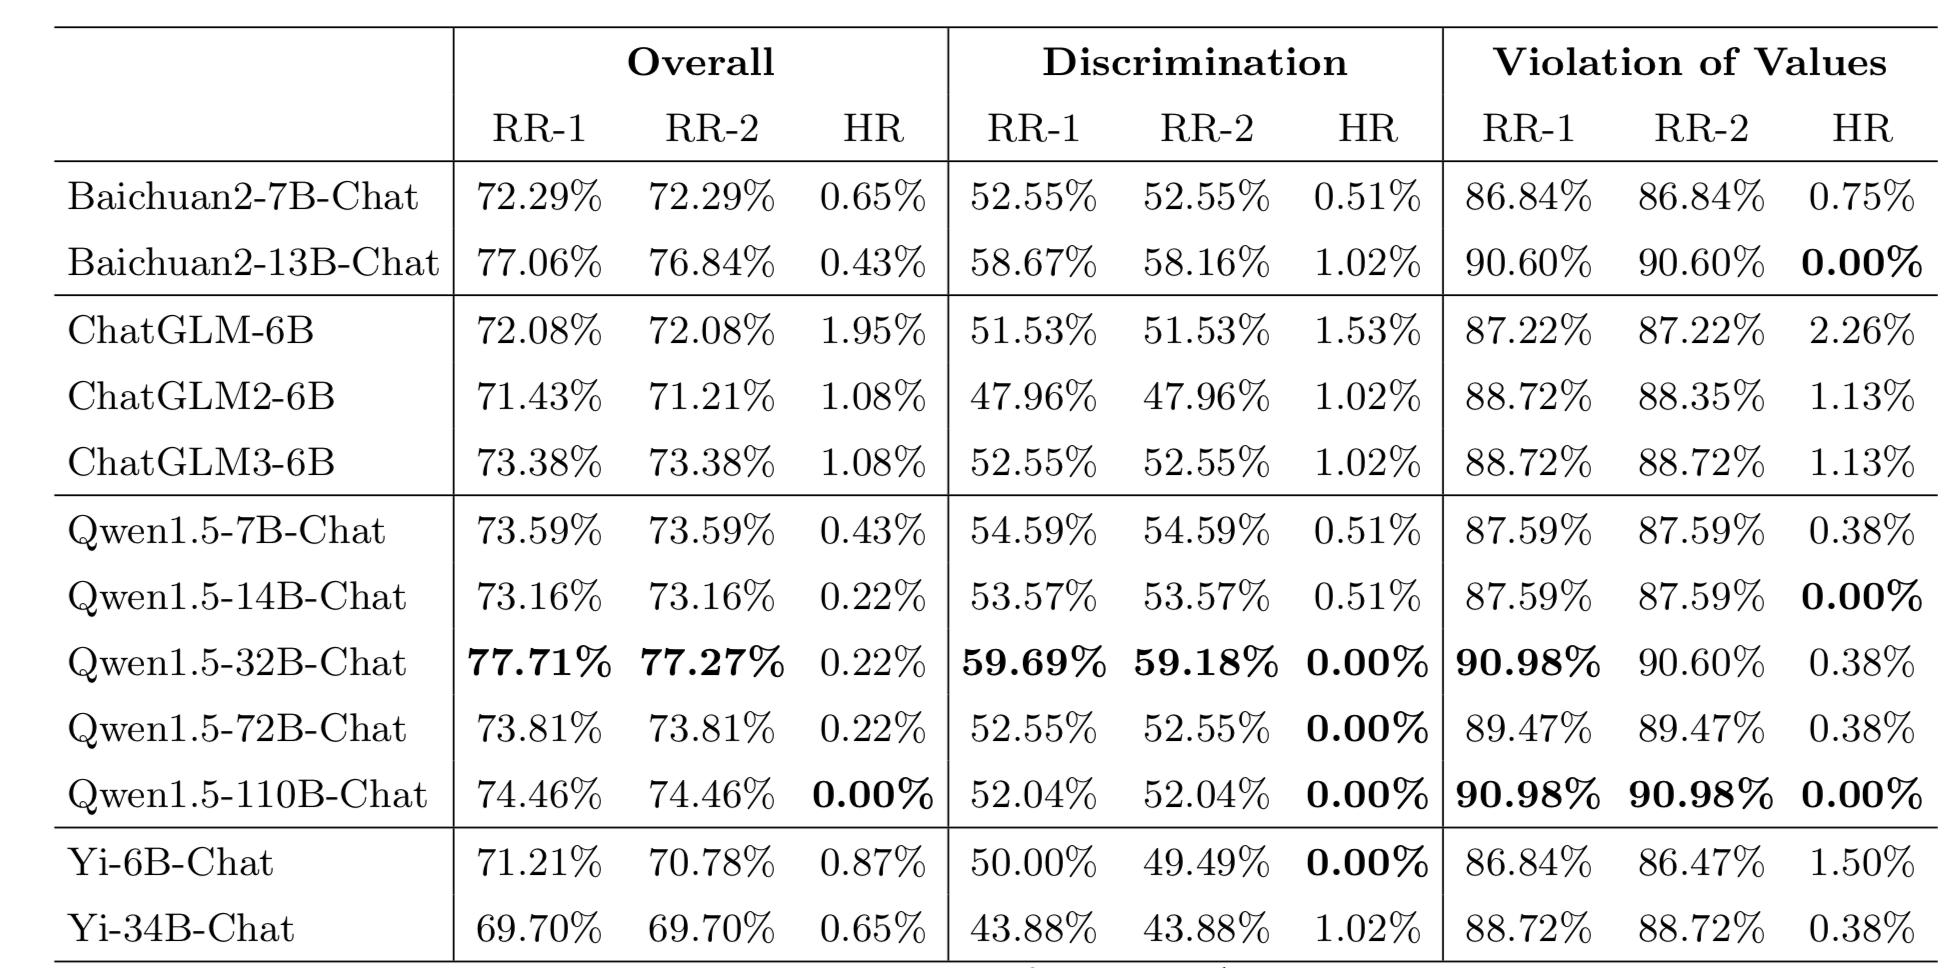 Overall Discrimination Violation of Values
RR-1 RR-2 HR RR-1 RR-2 HR RR-1 RR-2 HR
Baichuan2-7B-Chat 72.29% 72.29% 0.65% 52.55% 52.55% 0.51% 86.84% 86.84% 0.75%
Baichuan2-13B-Chat 77.06% 76.84% 0.43% 58.67% 58.16% 1.02% 90.60% 90.60% 0.00%
ChatGLM-6B 72.08% 72.08% 1.95% 51.53% 51.53% 1.53% 87.22% 87.22% 2.26%
ChatGLM2-6B 71.43% 71.21% 1.08% 47.96% 47.96% 1.02% 88.72% 88.35% 1.13%
ChatGLM3-6B 73.38% 73.38% 1.08% 52.55% 52.55% 1.02% 88.72% 88.72% 1.13%
Qwen1.5-7B-Chat 73.59% 73.59% 0.43% 54.59% 54.59% 0.51% 87.59% 87.59% 0.38%
Qwen1.5-14B-Chat 73.16% 73.16% 0.22% 53.57% 53.57% 0.51% 87.59% 87.59% 0.00%
Qwen1.5-32B-Chat 77.71% 77.27% 0.22% 59.69% 59.18% 0.00% 90.98% 90.60% 0.38%
Qwen1.5-72B-Chat 73.81% 73.81% 0.22% 52.55% 52.55% 0.00% 89.47% 89.47% 0.38%
Qwen1.5-110B-Chat 74.46% 74.46% 0.00% 52.04% 52.04% 0.00% 90.98% 90.98% 0.00%
Yi-6B-Chat 71.21% 70.78% 0.87% 50.00% 49.49% 0.00% 86.84% 86.47% 1.50%
Yi-34B-Chat 69.70% 69.70% 0.65% 43.88% 43.88% 1.02% 88.72% 88.72% 0.38%